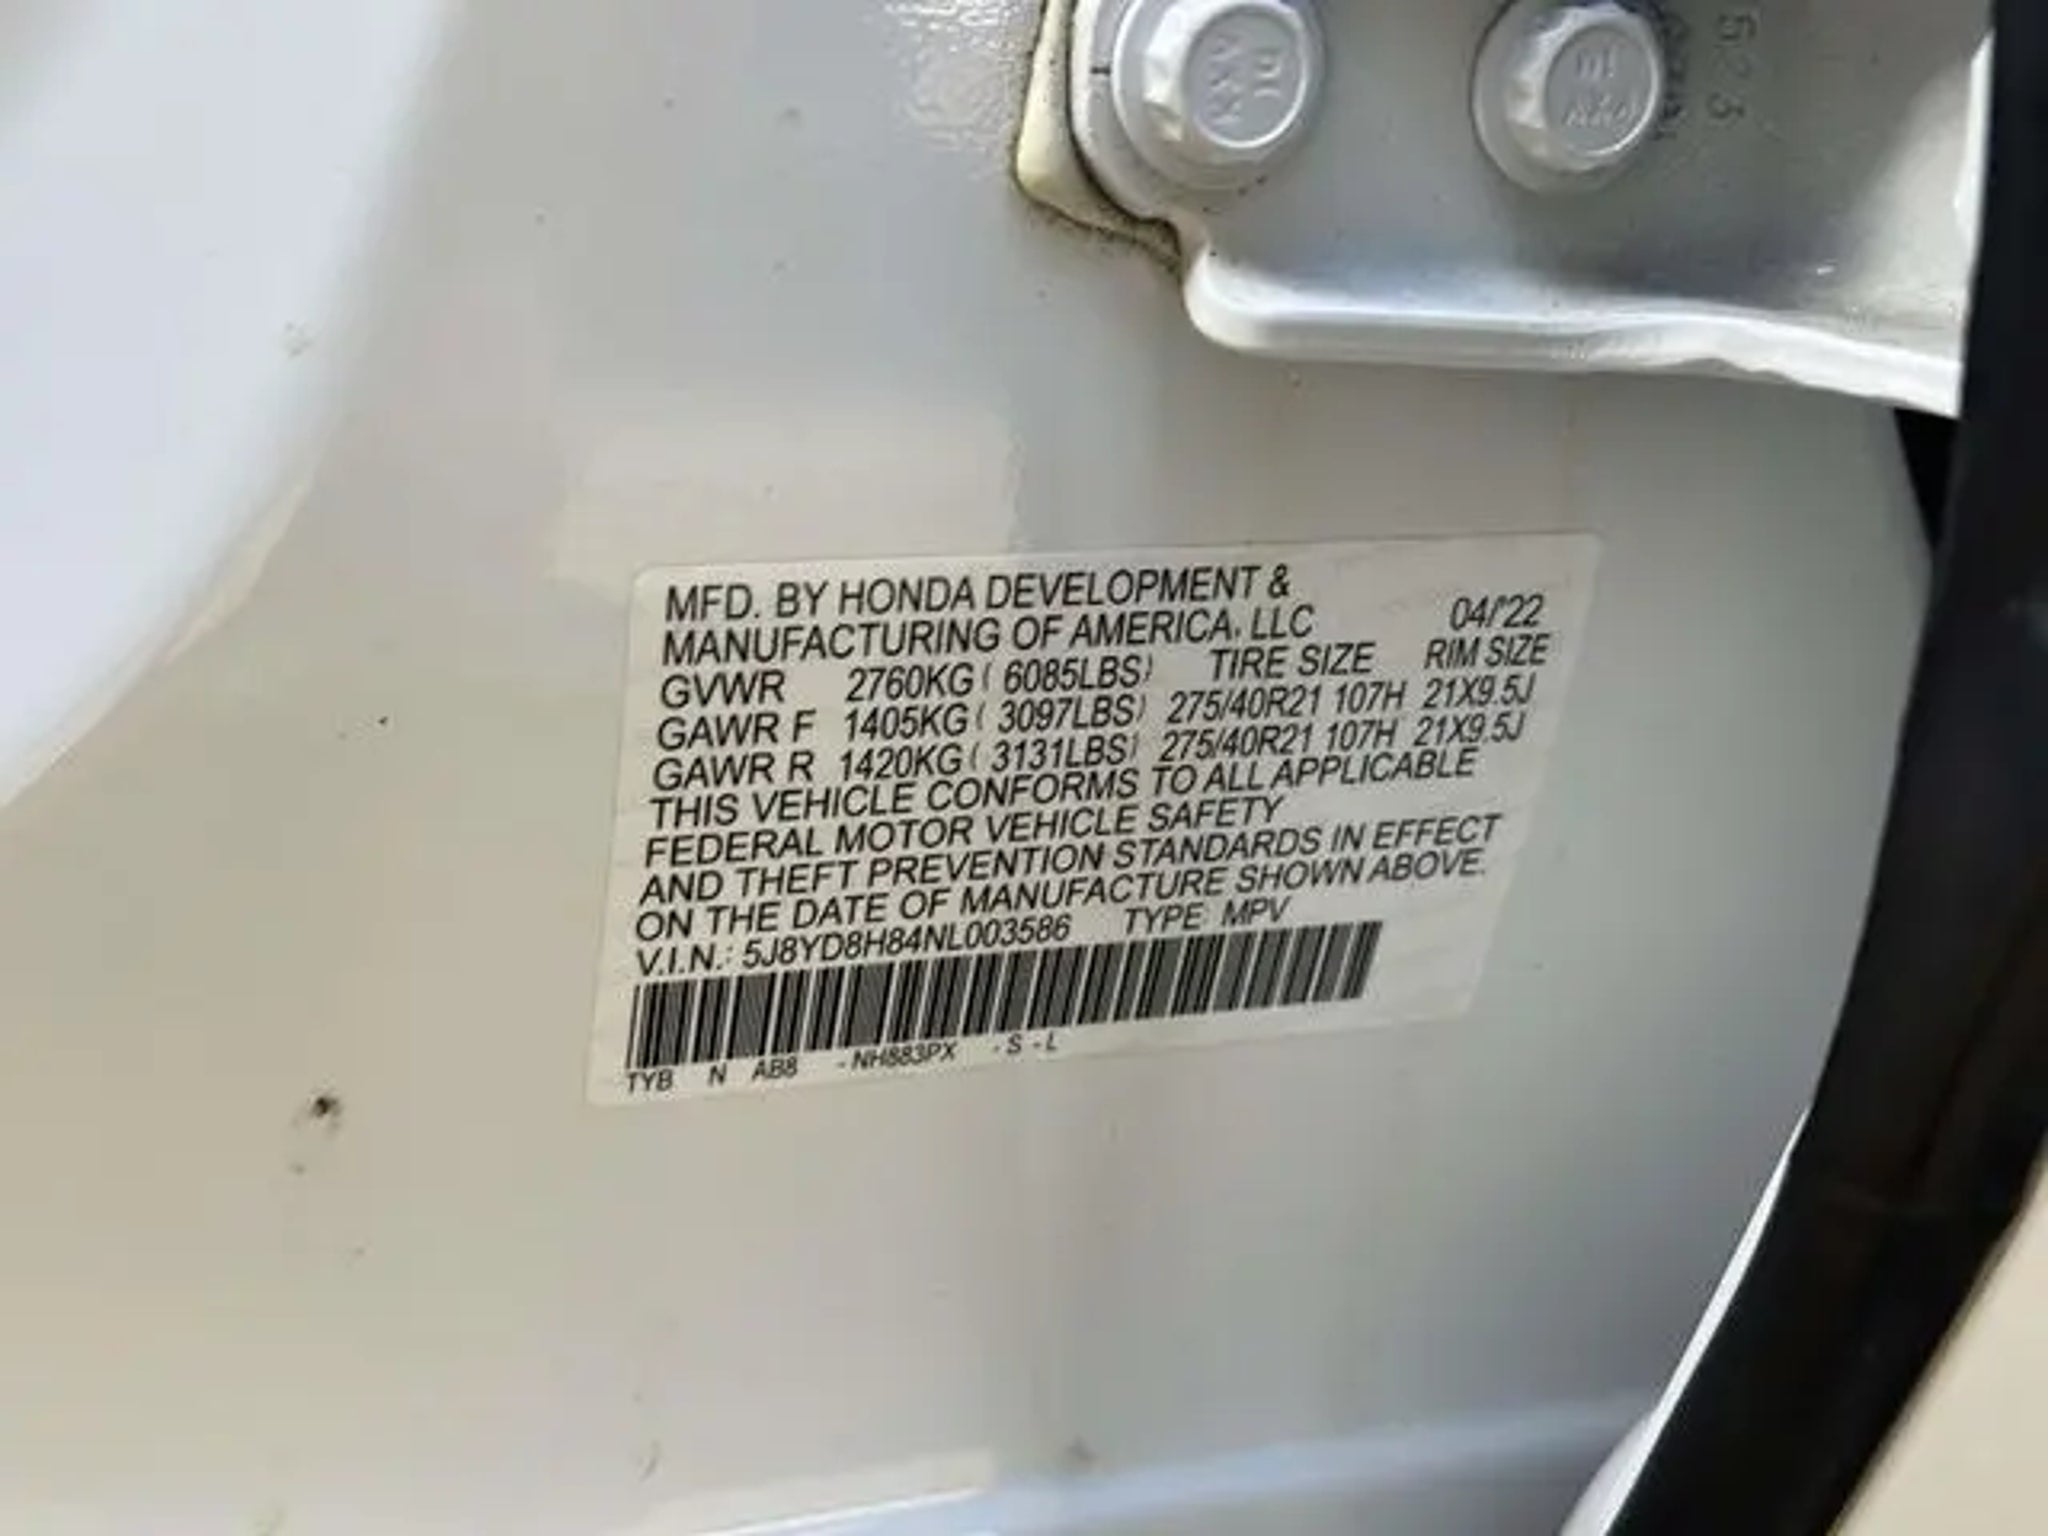 523
MFD. BY HONDA DEVELOPMENT &
MANUFACTURING OF AMERICA, LLC 04/'22
GVWR 2760KG ( 6085LBS) TIRE SIZE RIM SIZE
GAWR F 1405KG ( 3097LBS) 275/40R21 107H 21X9.5J
GAWR R 1420KG ( 3131LBS) 275/40R21 107H 21X9.5J
THIS VEHICLE CONFORMS TO ALL APPLICABLE
FEDERAL MOTOR VEHICLE SAFETY
AND THEFT PREVENTION STANDARDS IN EFFECT
ON THE DATE OF MANUFACTURE SHOWN ABOVE.
V.I.N.: 5J8YD8H84NL003586 TYPE: MPV
TYB N AB8 -NH883PX -S -L